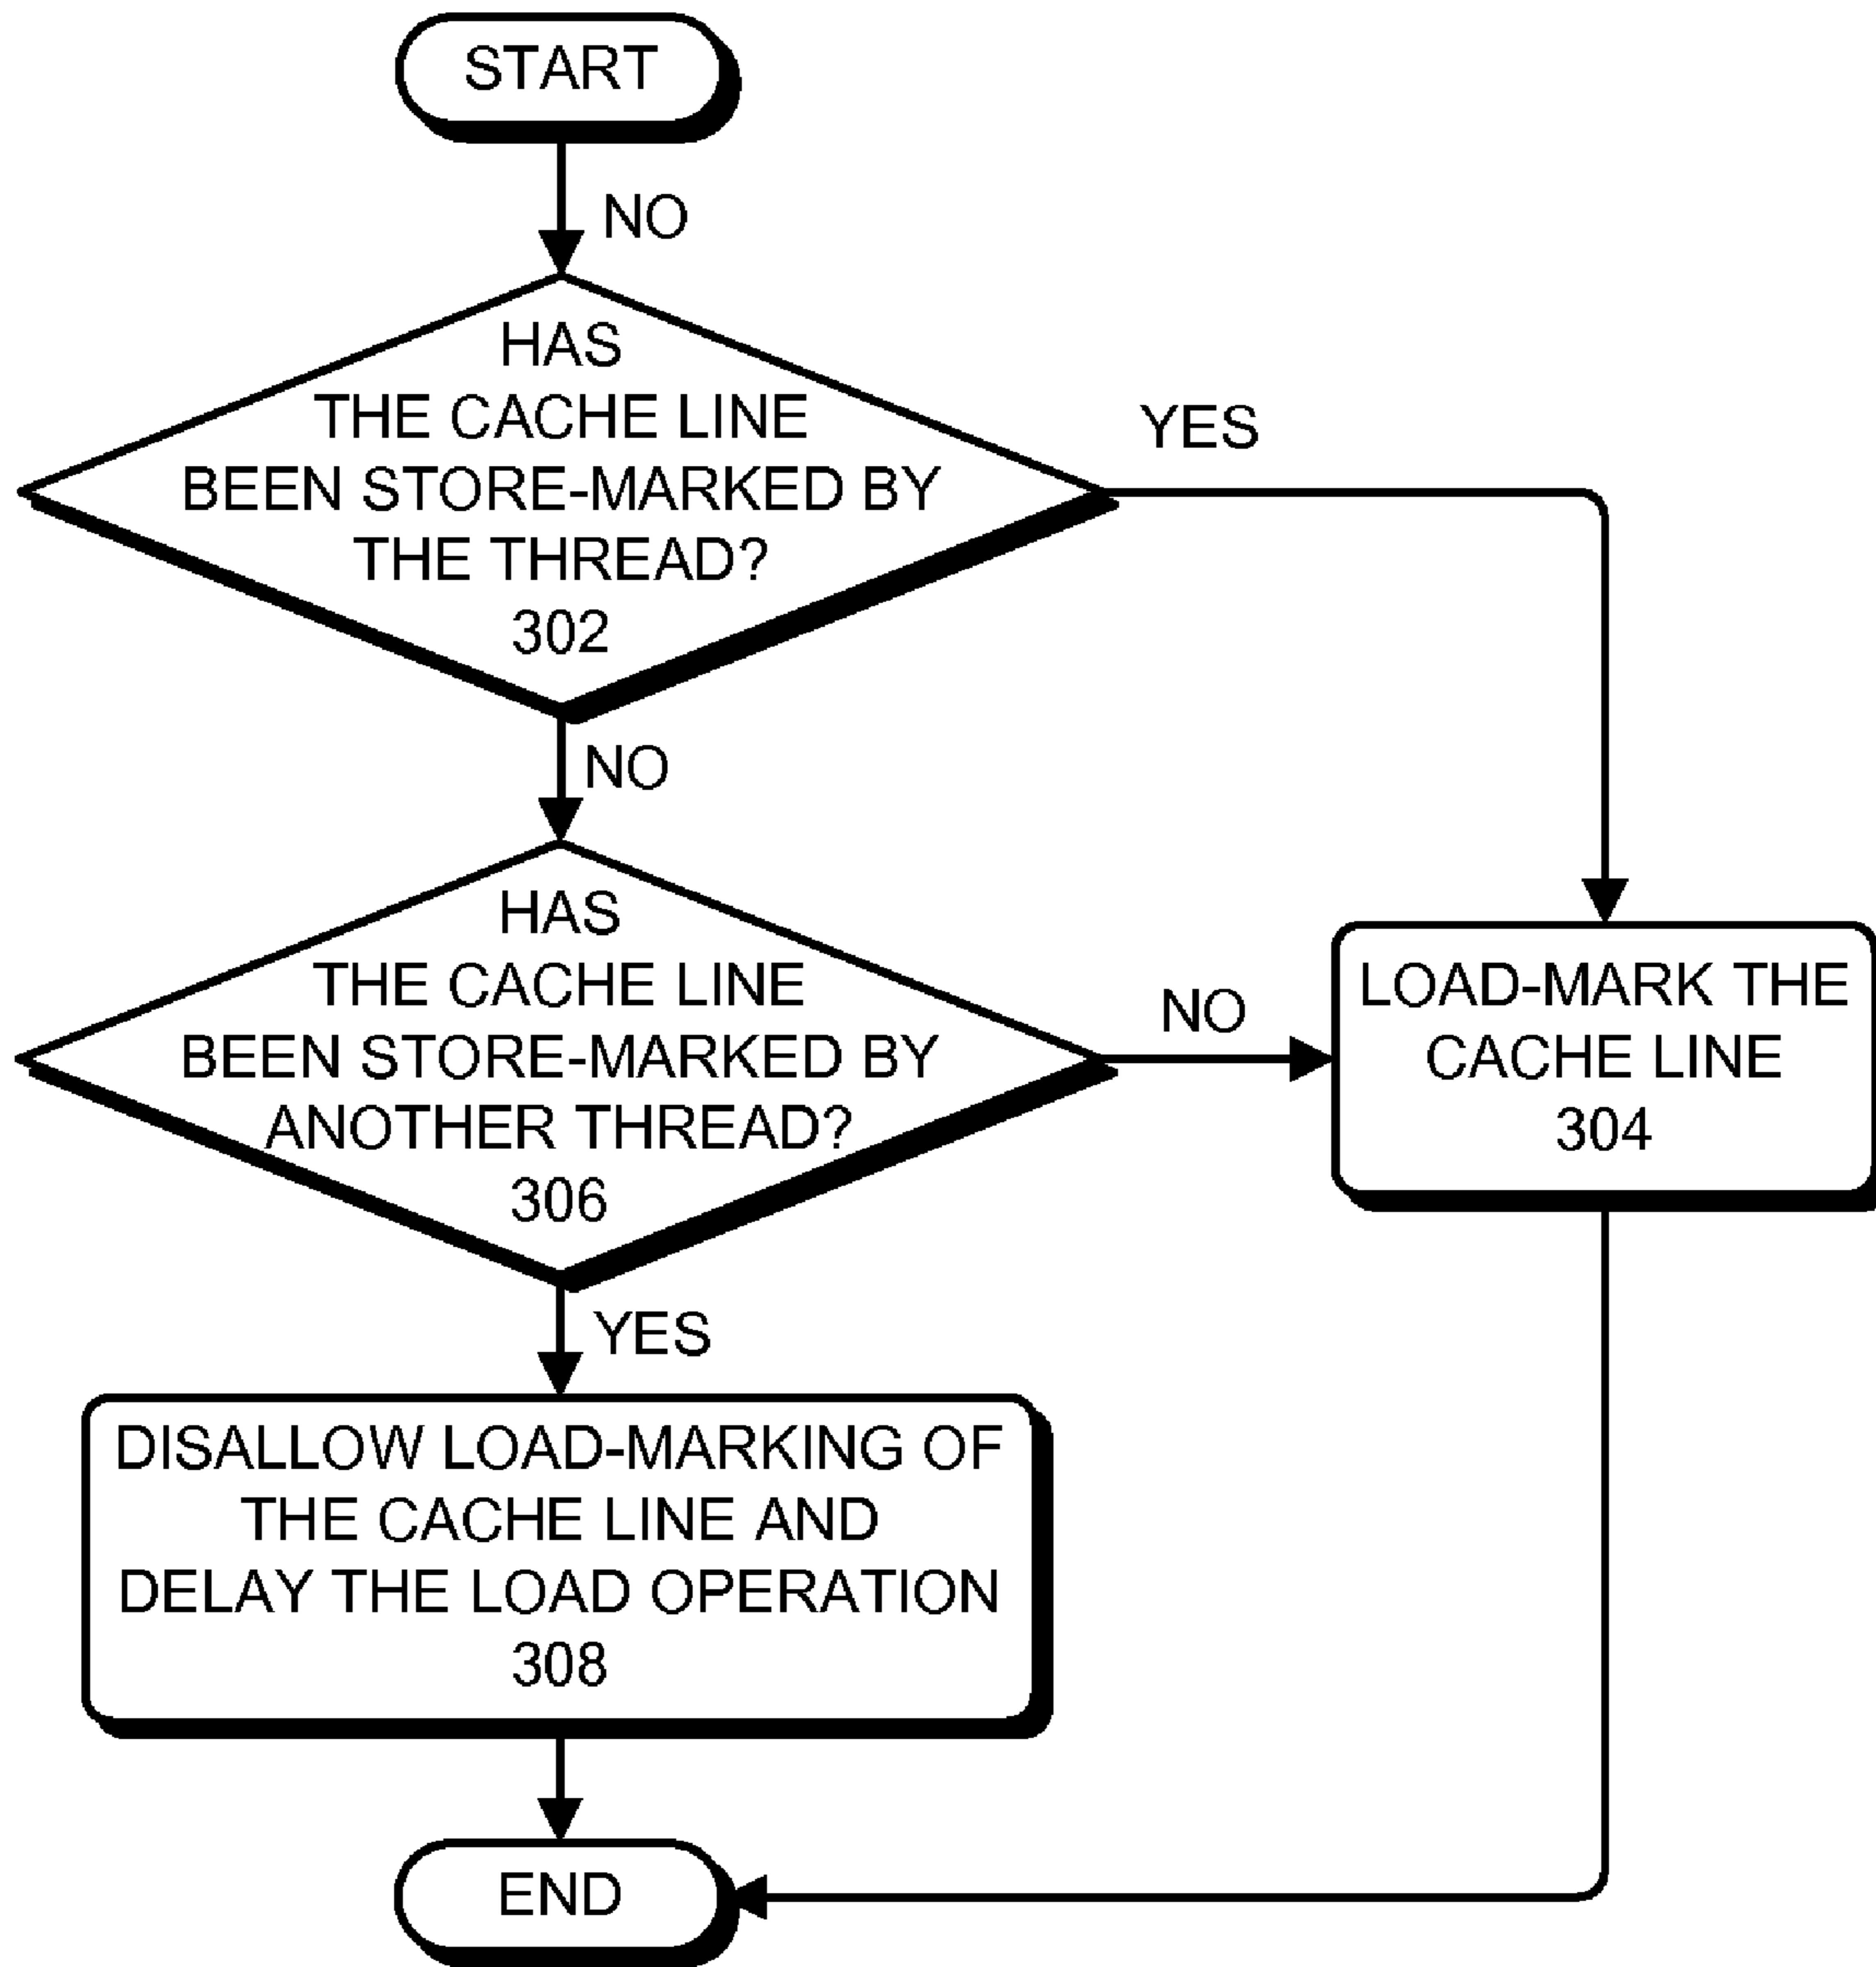 START
NO
HAS
THE CACHE LINE
BEEN STORE-MARKED BY
THE THREAD?
302
YES
NO
HAS
THE CACHE LINE
BEEN STORE-MARKED BY
ANOTHER THREAD?
306
NO
LOAD-MARK THE
CACHE LINE
304
YES
DISALLOW LOAD-MARKING OF
THE CACHE LINE AND
DELAY THE LOAD OPERATION
308
END